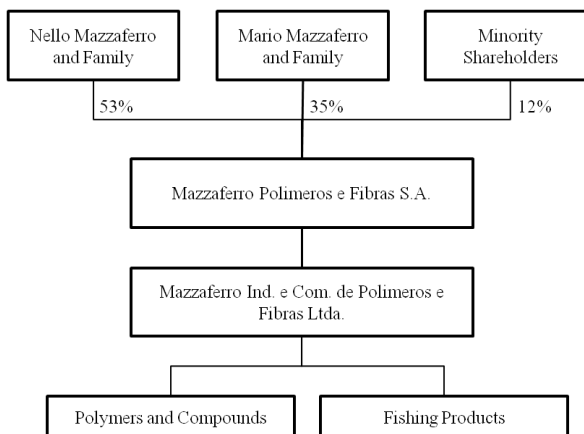 Nello Mazzaferro
and Family
Mario Mazzaferro
and Family
Minority
Shareholders
53%
35%
12%
Mazzaferro Polimeros e Fibras S.A.
Mazzaferro Ind. e Com. de Polimeros e
Fibras Ltda.
Polymers and Compounds
Fishing Products